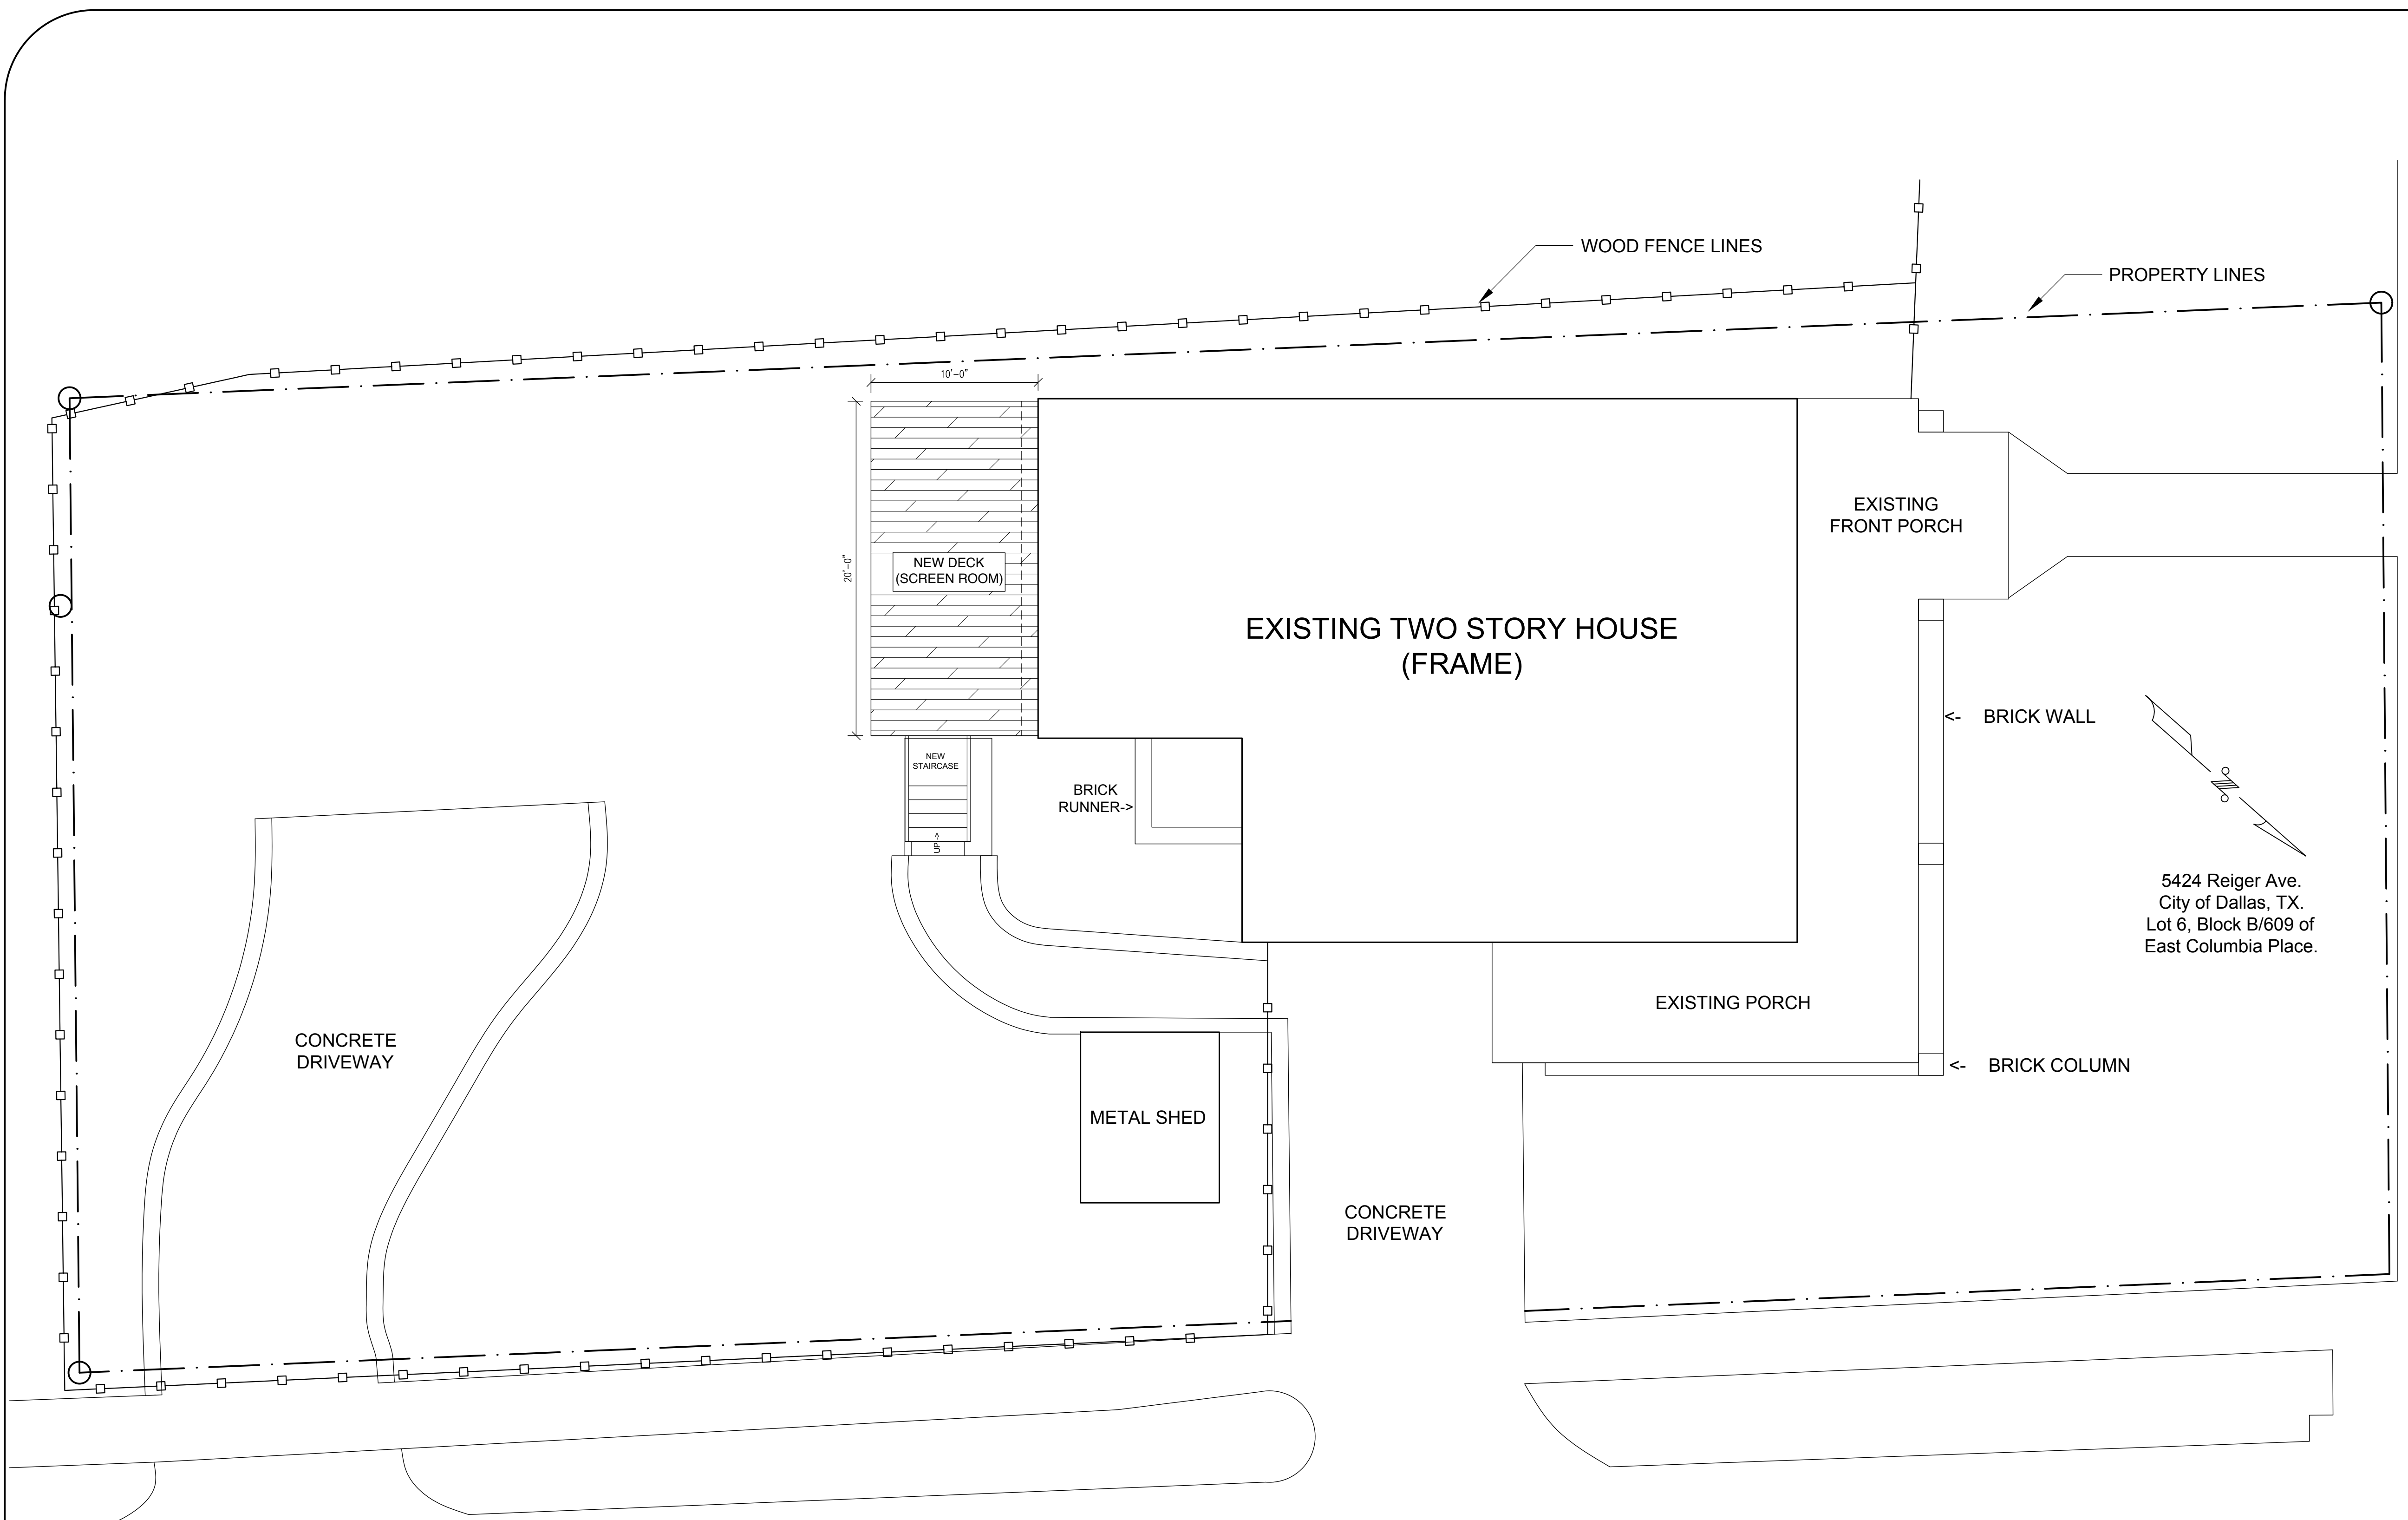 WOOD FENCE LINES
PROPERTY LINES
10'-0"
20'-0"
NEW DECK
(SCREEN ROOM)
EXISTING
FRONT PORCH
EXISTING TWO STORY HOUSE
(FRAME)
<- BRICK WALL
NEW
STAIRCASE
UP->
BRICK
RUNNER->
5424 Reiger Ave.
City of Dallas, TX.
Lot 6, Block B/609 of
East Columbia Place.
EXISTING PORCH
CONCRETE
DRIVEWAY
<- BRICK COLUMN
METAL SHED
CONCRETE
DRIVEWAY